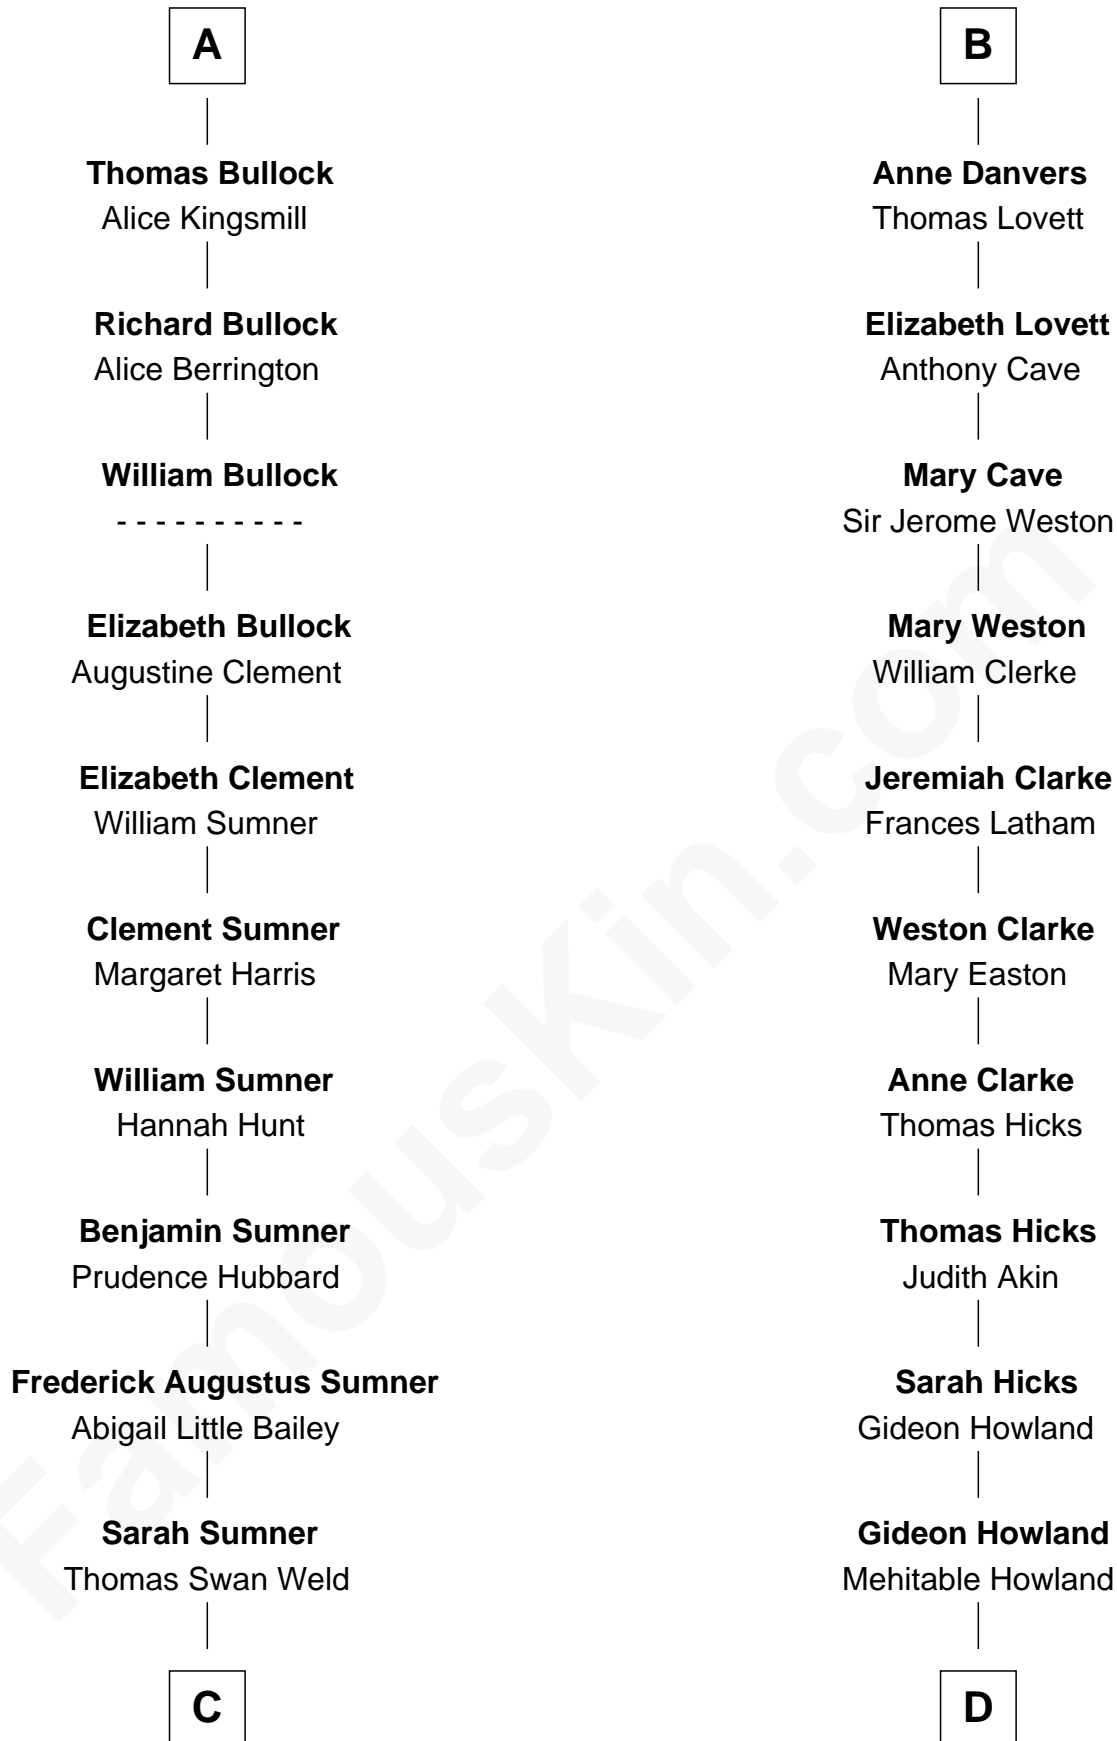 A
Thomas Bullock
Alice Kingsmill
Richard Bullock
Alice Berrington
William Bullock
- - - - - - - - - -
Elizabeth Bullock
Augustine Clement
Elizabeth Clement
William Sumner
Clement Sumner
Margaret Harris
William Sumner
Hannah Hunt
Benjamin Sumner
Prudence Hubbard
Frederick Augustus Sumner
Abigail Little Bailey
Sarah Sumner
Thomas Swan Weld
C
B
Anne Danvers
Thomas Lovett
Elizabeth Lovett
Anthony Cave
Mary Cave
Sir Jerome Weston
Mary Weston
William Clerke
Jeremiah Clarke
Frances Latham
Weston Clarke
Mary Easton
Anne Clarke
Thomas Hicks
Thomas Hicks
Judith Akin
Sarah Hicks
Gideon Howland
Gideon Howland
Mehitable Howland
D
FamousKin.com